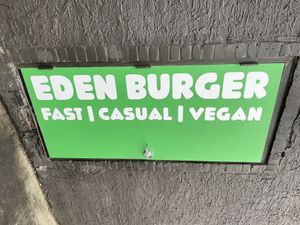 EDEN BURGER
FAST | CASUAL | VEGAN